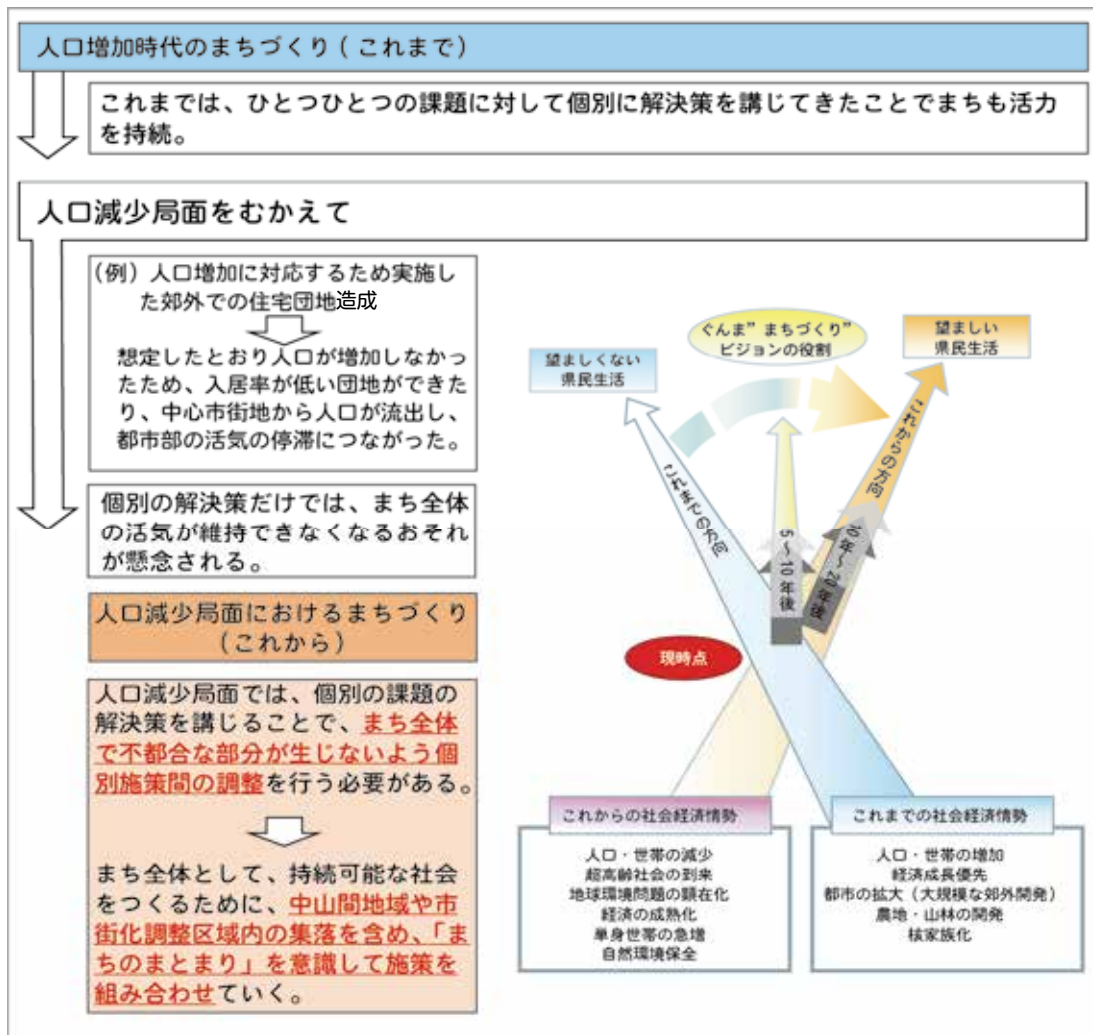 人口増加時代のまちづくり(これまで)
これまでは、ひとつひとつの課題に対して個別に解決策を講じてきたことでまちも活力
を持続。
人口減少局面をむかえて
(例)人口増加に対応するため実施し
た郊外での住宅団地造成
想定したとおり人口が増加しなかっ
たため、入居率が低い団地ができた
り、中心市街地から人口が流出し、
都市部の活気の停滞につながった。
個別の解決策だけでは、まち全体
の活気が維持できなくなるおそれ
が懸念される。
人口減少局面におけるまちづくり
(これから)
人口減少局面では、個別の課題の
解決策を講じることで、まち全体
で不都合な部分が生じないよう個
別施策間の調整を行う必要がある。
まち全体として、持続可能な社会
をつくるために、中山間地域や市
街化調整区域内の集落を含め、「ま
ちのまとまり」を意識して施策を
組み合わせていく。
ぐんま”まちづくり”
ビジョンの役割
望ましくない
県民生活
望ましい
県民生活
これまでの方向
これからの方向
5～10年後
10年～20年後
現時点
これからの社会経済情勢
人口・世帯の減少
超高齢社会の到来
地球環境問題の顕在化
経済の成熟化
単身世帯の急増
自然環境保全
これまでの社会経済情勢
人口・世帯の増加
経済成長優先
都市の拡大(大規模な郊外開発)
農地・山林の開発
核家族化